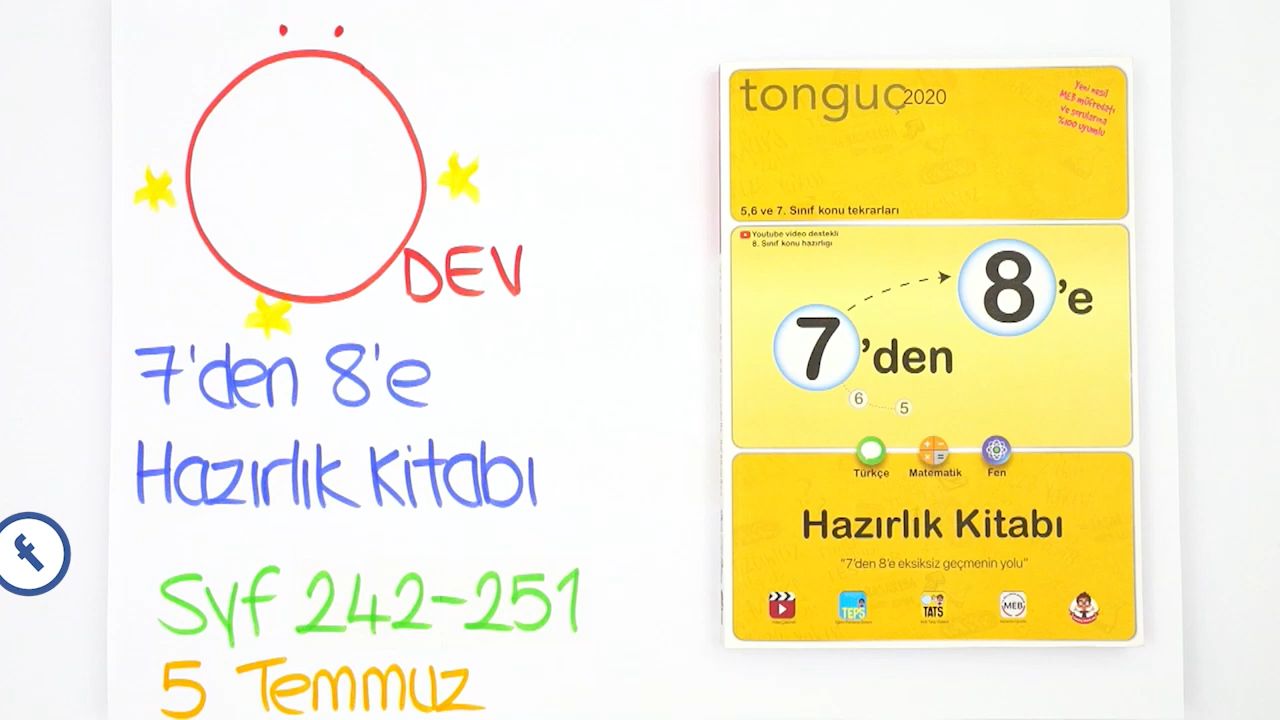 ÖDEV
7'den 8'e
Hazırlık Kitabı
Syf 242-251
5 Temmuz
f
tonguç 2020
Yeni nesil
MEB müfredatı
ve sorularına
%100 uyumlu
5,6 ve 7. Sınıf konu tekrarları
Youtube video destekli
8. Sınıf konu hazırlığı
8'e
7'den
6
5
Türkçe Matematik Fen
Hazırlık Kitabı
“7'den 8'e eksiksiz geçmenin yolu”
TEPS TATS MEB